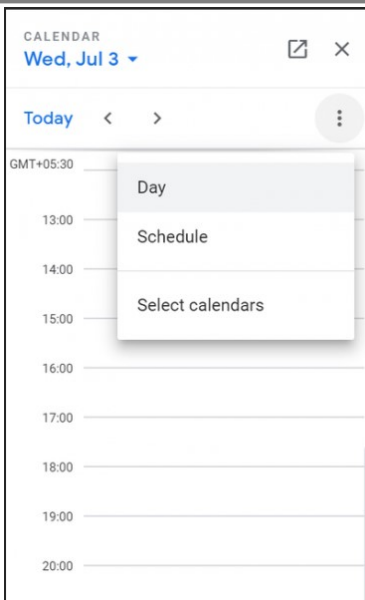 CALENDAR
Wed, Jul 3
Today
GMT+05:30
Day
13:00
Schedule
14:00
Select calendars
15:00
16:00
17:00
18:00
19:00
20:00